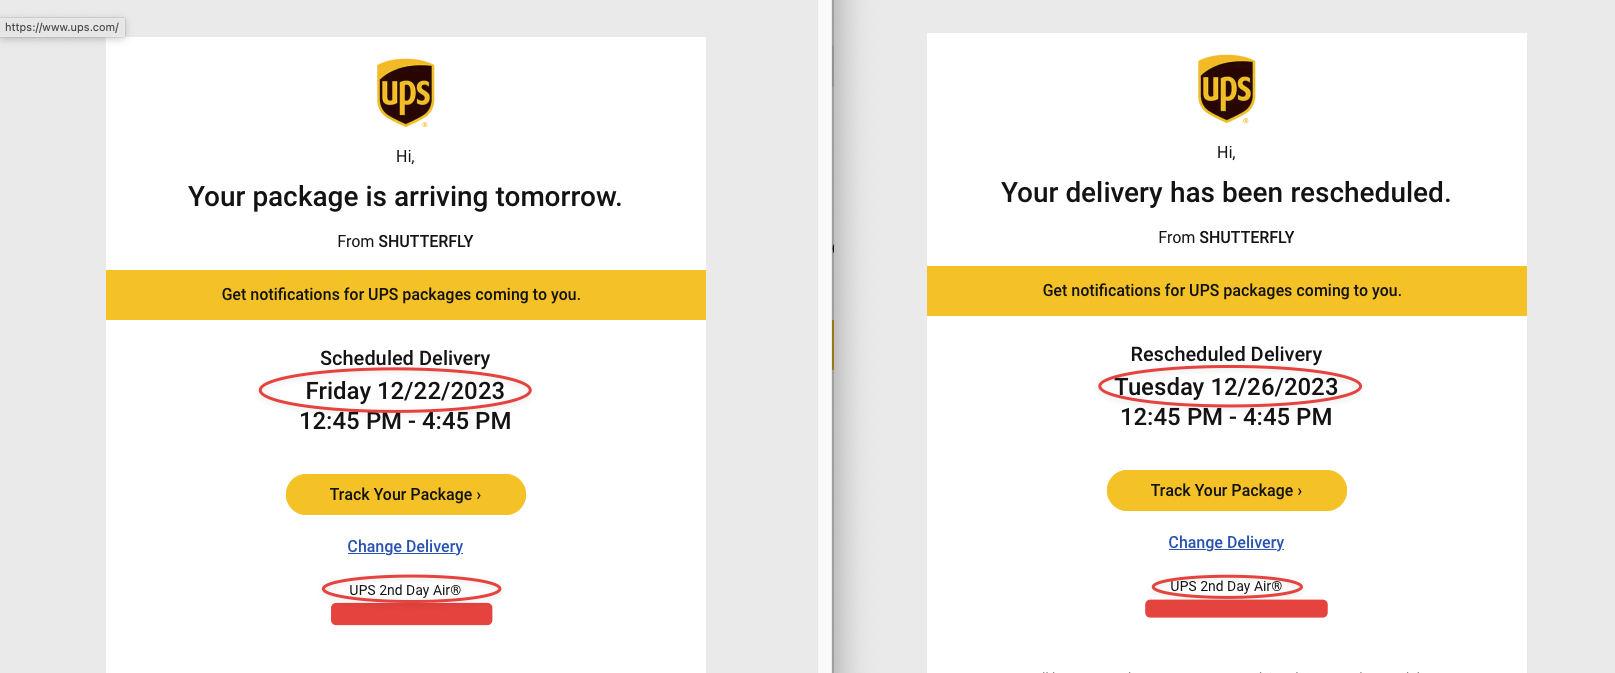 https://www.ups.com/
ups
Hi,
Your package is arriving tomorrow.
From SHUTTERFLY
Get notifications for UPS packages coming to you.
Scheduled Delivery
Friday 12/22/2023
12:45 PM - 4:45 PM
Track Your Package ›
Change Delivery
UPS 2nd Day Air®
ups
Hi,
Your delivery has been rescheduled.
From SHUTTERFLY
Get notifications for UPS packages coming to you.
Rescheduled Delivery
Tuesday 12/26/2023
12:45 PM - 4:45 PM
Track Your Package ›
Change Delivery
UPS 2nd Day Air®